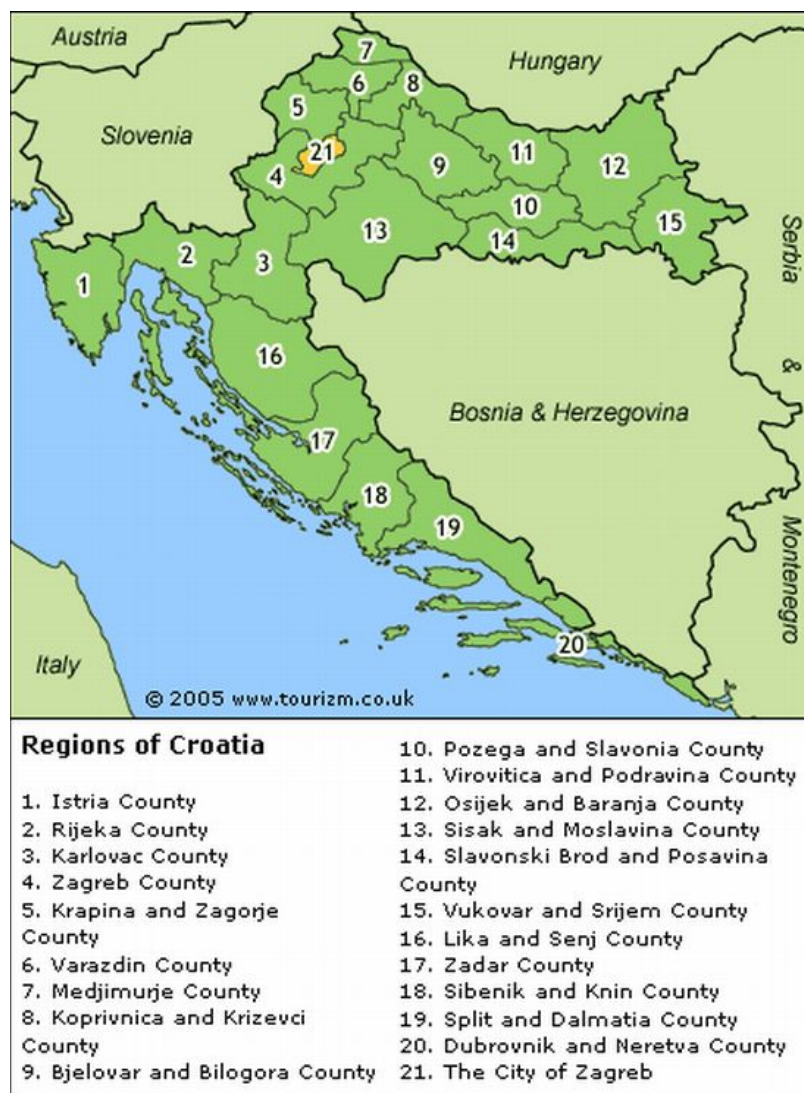 Austria
Hungary
Slovenia
Serbia
&
Montenegro
Bosnia & Herzegovina
Italy
7
6
8
5
21
4
9
11
12
10
15
13
14
2
3
1
16
17
18
19
20
© 2005 www.tourizm.co.uk
Regions of Croatia
1. Istria County
2. Rijeka County
3. Karlovac County
4. Zagreb County
5. Krapina and Zagorje
County
6. Varazdin County
7. Medjimurje County
8. Koprivnica and Krizevci
County
9. Bjelovar and Bilogora County
10. Pozega and Slavonia County
11. Virovitica and Podravina County
12. Osijek and Baranja County
13. Sisak and Moslavina County
14. Slavonski Brod and Posavina
County
15. Vukovar and Srijem County
16. Lika and Senj County
17. Zadar County
18. Sibenik and Knin County
19. Split and Dalmatia County
20. Dubrovnik and Neretva County
21. The City of Zagreb